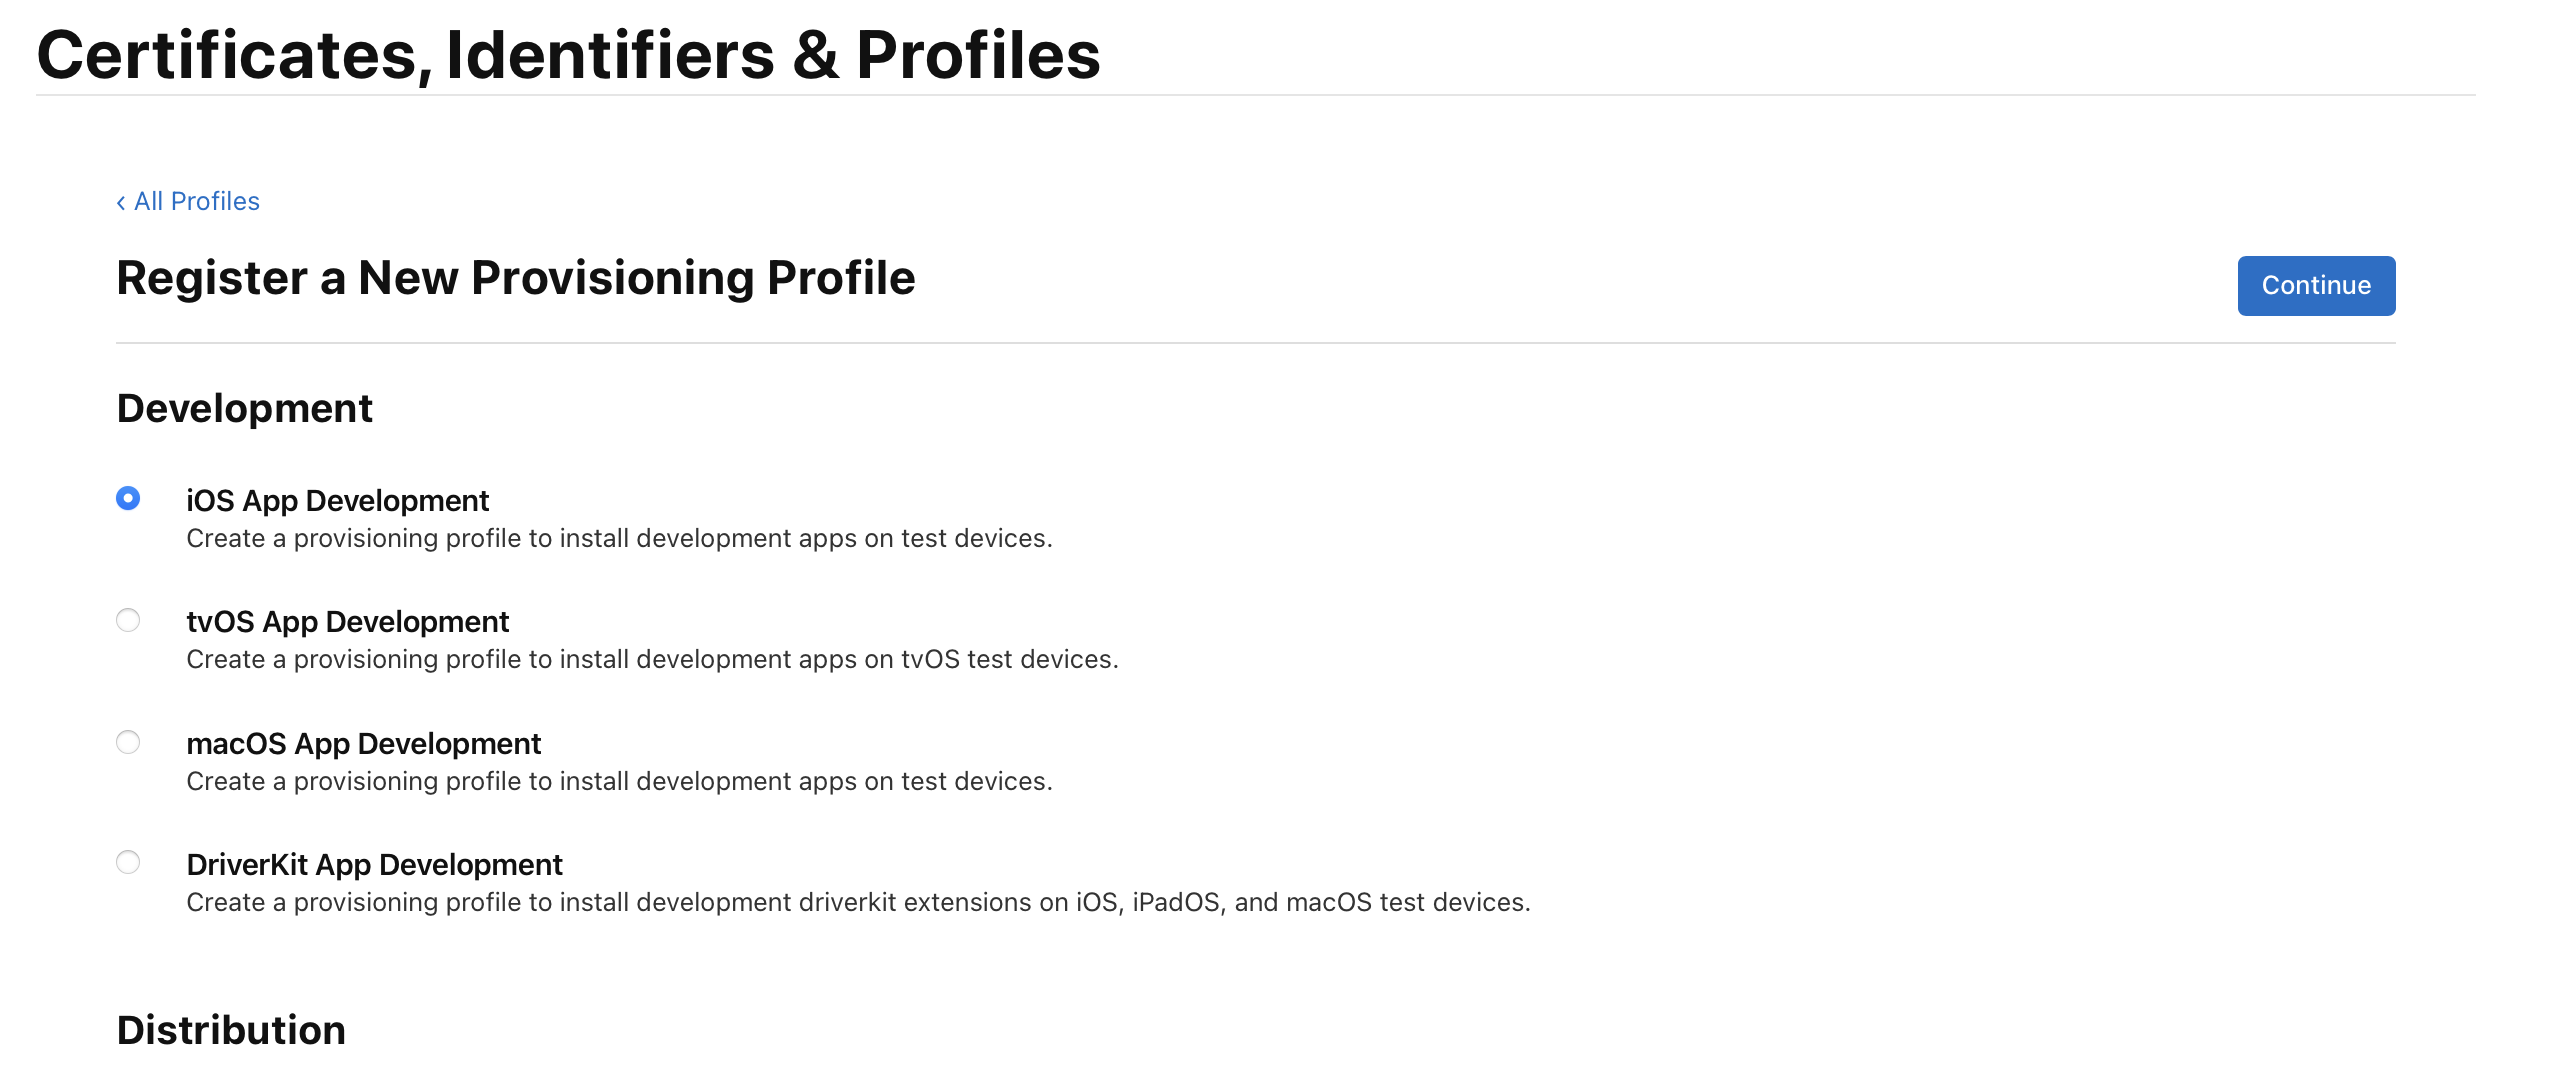 Certificates, Identifiers & Profiles
‹ All Profiles
Register a New Provisioning Profile
Continue
Development
iOS App Development
Create a provisioning profile to install development apps on test devices.
tvOS App Development
Create a provisioning profile to install development apps on tvOS test devices.
macOS App Development
Create a provisioning profile to install development apps on test devices.
DriverKit App Development
Create a provisioning profile to install development driverkit extensions on iOS, iPadOS, and macOS test devices.
Distribution